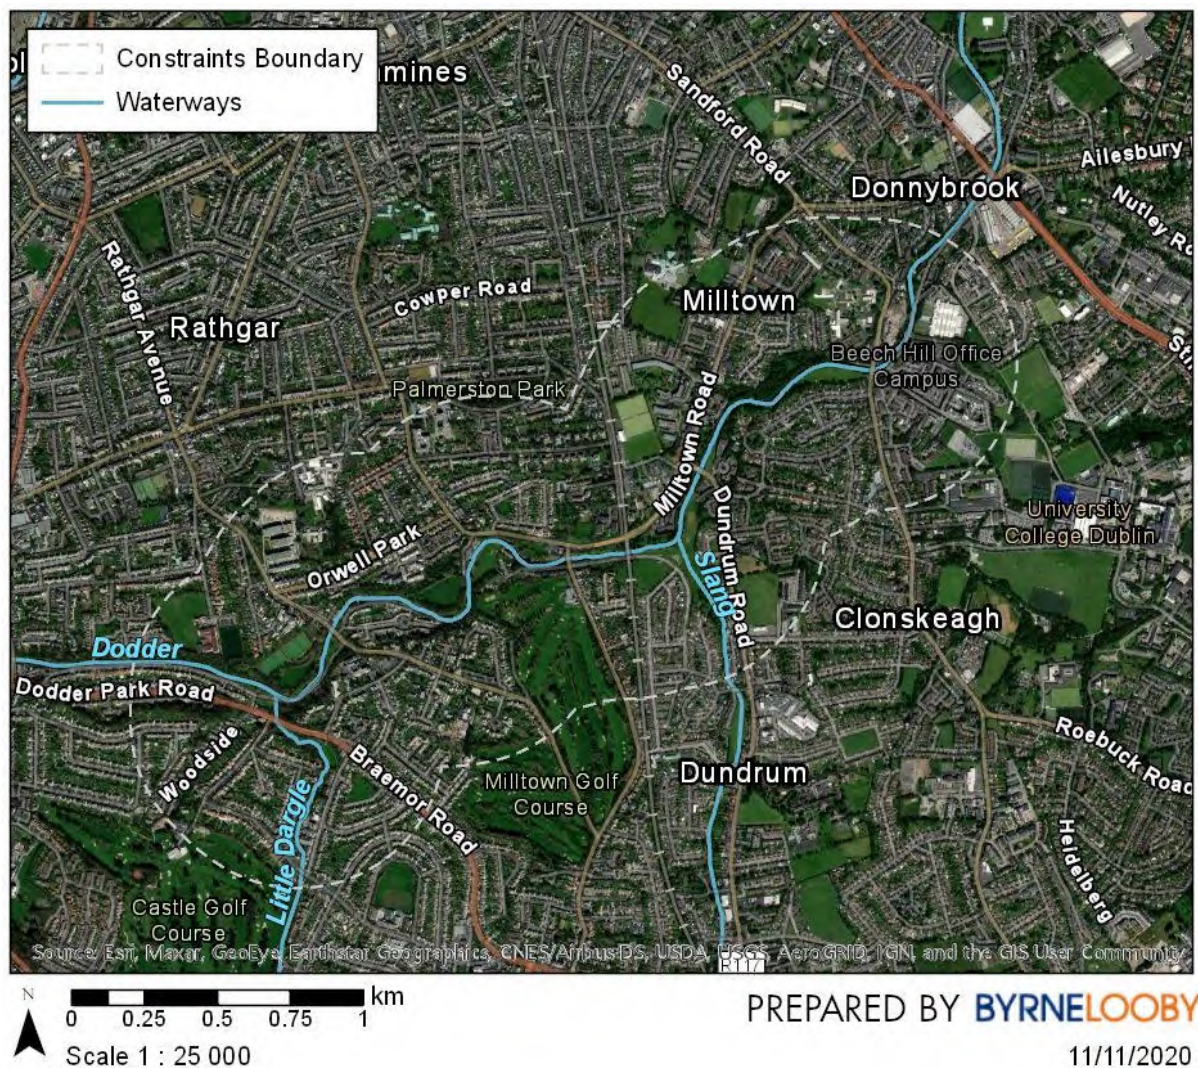 Constraints Boundary
Waterways
mines
Sandford Road
Ailesbury
Donnybrook
Nutley Ro
Rathgar Avenue
Cowper Road
Milltown
Rathgar
Beech Hill Office
Campus
Palmerston Park
Milltown Road
University
College Dublin
Dundrum Road
Slang
Orwell Park
Clonskeagh
Dodder
Dodder Park Road
Woodside
Braemor Road
Roebuck Road
Dundrum
Milltown Golf
Course
Little Dargle
Heidelberg
Castle Golf
Course
Source: Esri, Maxar, GeoEye, Earthstar Geographics, CNES/Airbus DS, USDA, USGS, AeroGRID, IGN, and the GIS User Community
R117
N
km
0 0.25 0.5 0.75 1
Scale 1 : 25 000
PREPARED BY BYRNELOOBY
11/11/2020